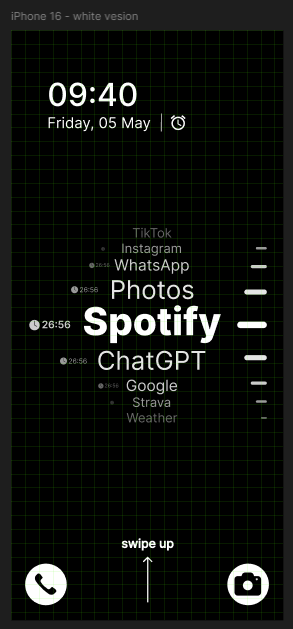 iPhone 16 - white vesion
09:40
Friday, 05 May
TikTok
Instagram
26:56 WhatsApp
26:56 Photos
26:56 Spotify
26:56 ChatGPT
26:56 Google
Strava
Weather
swipe up